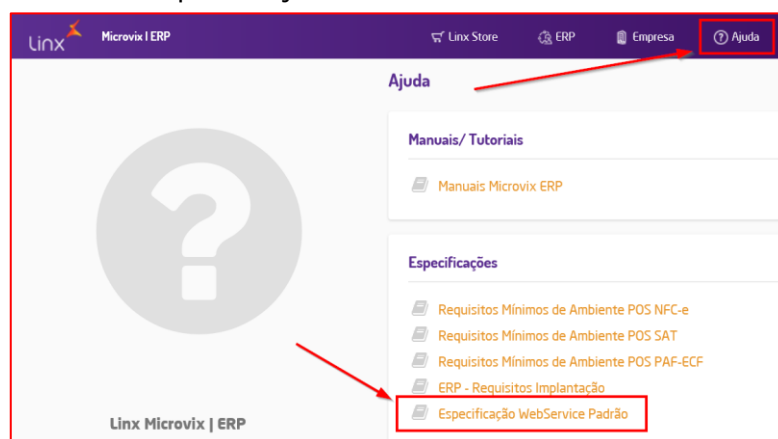 Linx Microvix | ERP Linx Store ERP Empresa ? Ajuda
Ajuda
Manuais/ Tutoriais
Manuais Microvix ERP
Especificações
Requisitos Mínimos de Ambiente POS NFC-e
Requisitos Mínimos de Ambiente POS SAT
Requisitos Mínimos de Ambiente POS PAF-ECF
ERP - Requisitos Implantação
Especificação WebService Padrão
?
Linx Microvix | ERP